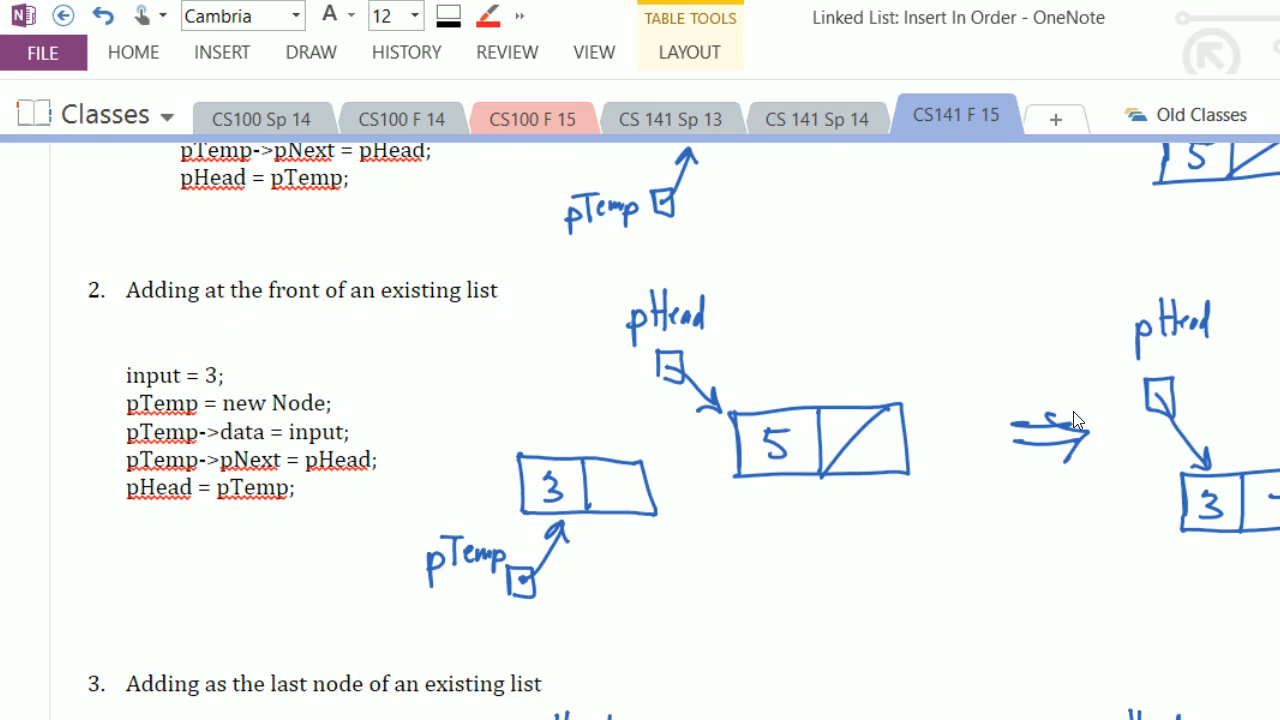 Cambria
A
12
TABLE TOOLS
Linked List: Insert In Order - OneNote
FILE HOME INSERT DRAW HISTORY REVIEW VIEW LAYOUT
Classes CS100 Sp 14 CS100 F 14 CS100 F 15 CS 141 Sp 13 CS 141 Sp 14 CS141 F 15 + Old Classes
pTemp->pNext = pHead;
pHead = pTemp;
pTemp
5
2. Adding at the front of an existing list
pHead
pHead
input = 3;
pTemp = new Node;
pTemp->data = input;
pTemp->pNext = pHead;
pHead = pTemp;
5
3
3
pTemp
3. Adding as the last node of an existing list